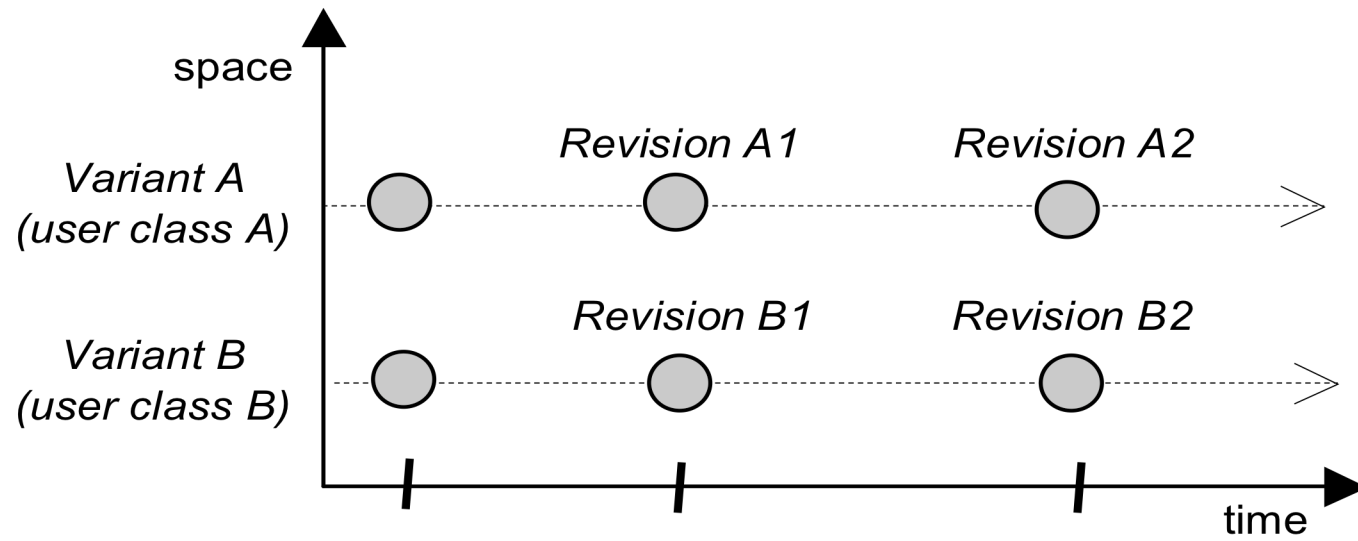 space
Revision A1
Revision A2
Variant A
(user class A)
Revision B1
Revision B2
Variant B
(user class B)
time